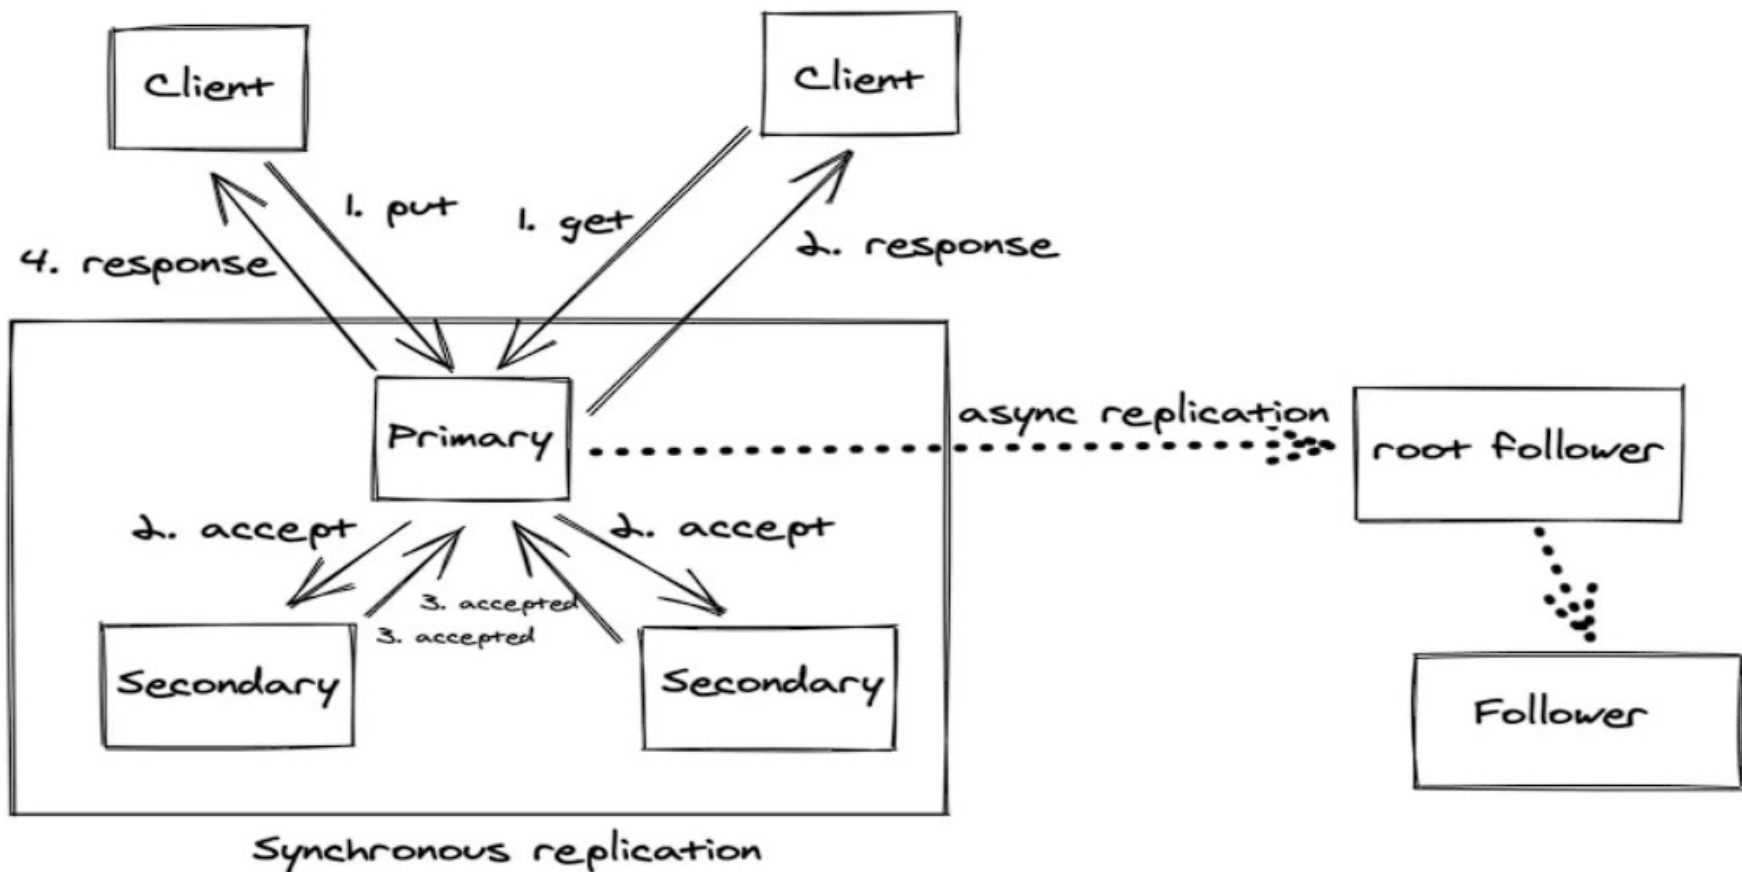 Client
Client
1. put
1. get
4. response
2. response
Primary
async replication
root follower
2. accept
2. accept
3. accepted
3. accepted
Secondary
Secondary
Follower
Synchronous replication